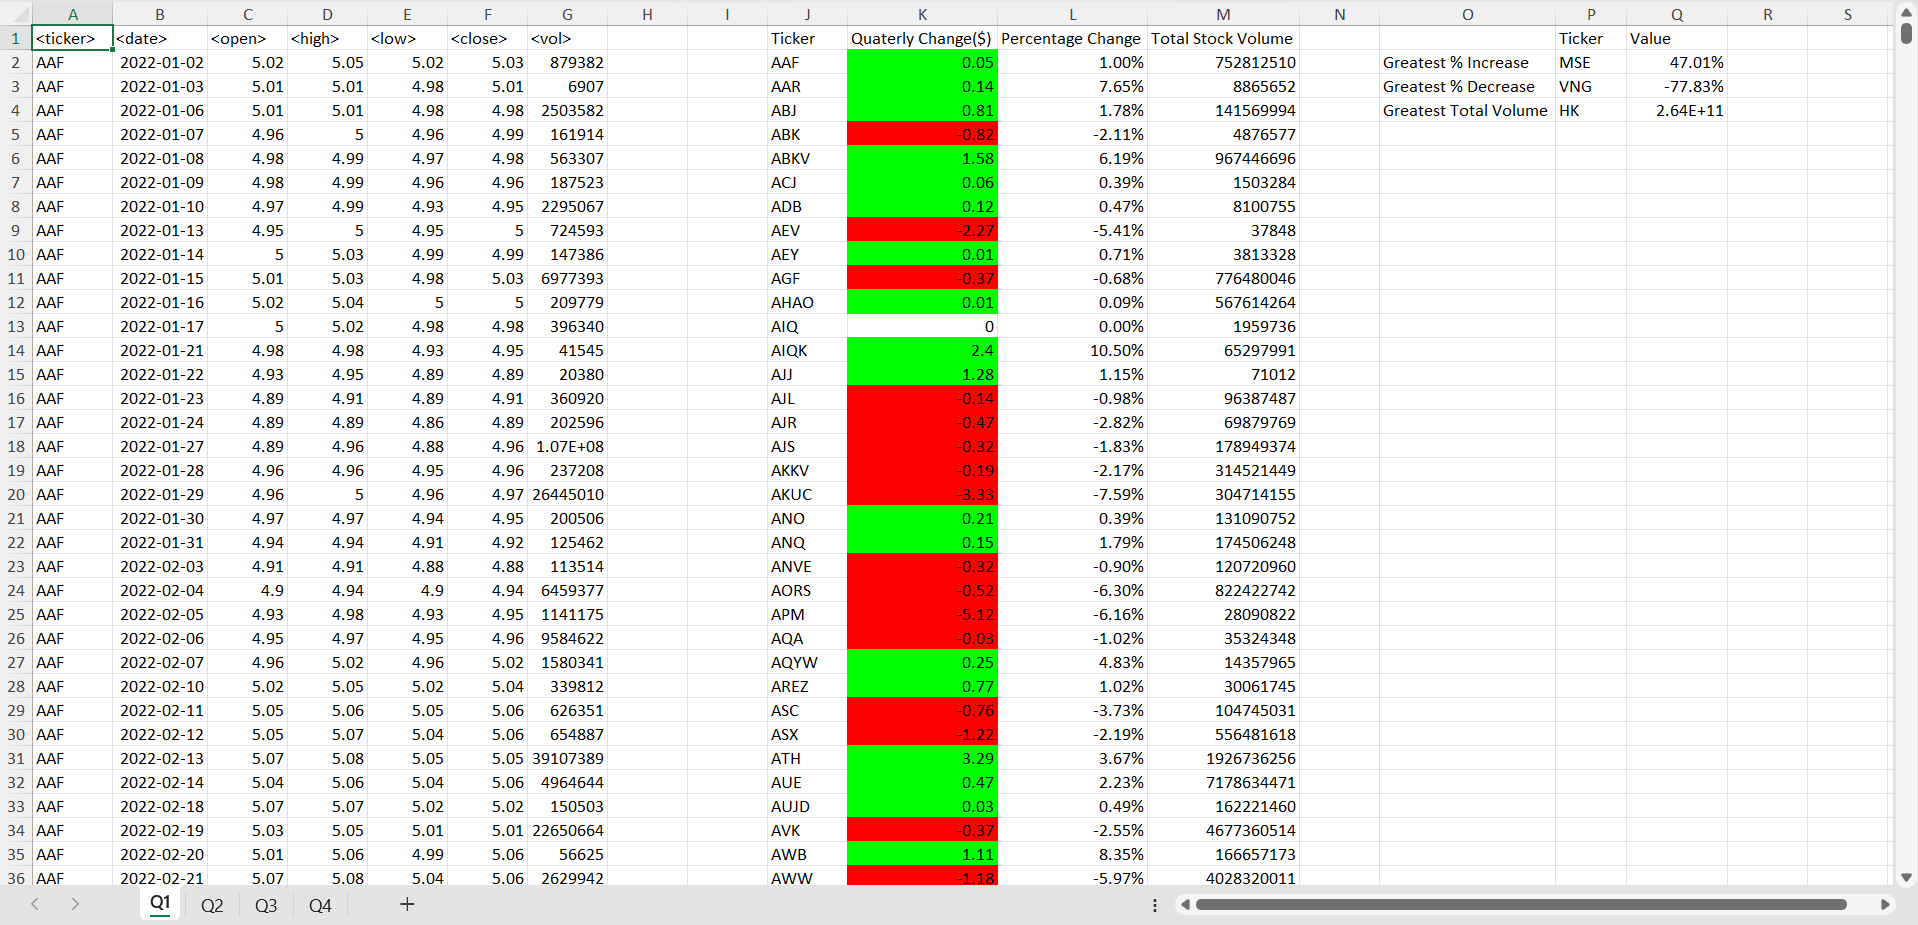 A B C D E F G H I J K L M N O P Q R S
1 <ticker> <date> <open> <high> <low> <close> <vol> Ticker Quaterly Change($) Percentage Change Total Stock Volume Ticker Value
2 AAF 2022-01-02 5.02 5.05 5.02 5.03 879382 AAF 0.05 1.00% 752812510 Greatest % Increase MSE 47.01%
3 AAF 2022-01-03 5.01 5.01 4.98 5.01 6907 AAR 0.14 7.65% 8865652 Greatest % Decrease VNG -77.83%
4 AAF 2022-01-06 5.01 5.01 4.98 4.98 2503582 ABJ 0.81 1.78% 141569994 Greatest Total Volume HK 2.64E+11
5 AAF 2022-01-07 4.96 5 4.96 4.99 161914 ABK -0.82 -2.11% 4876577
6 AAF 2022-01-08 4.98 4.99 4.97 4.98 563307 ABKV 1.58 6.19% 967446696
7 AAF 2022-01-09 4.98 4.99 4.96 4.96 187523 ACJ 0.06 0.39% 1503284
8 AAF 2022-01-10 4.97 4.99 4.93 4.95 2295067 ADB 0.12 0.47% 8100755
9 AAF 2022-01-13 4.95 5 4.95 5 724593 AEV -2.27 -5.41% 37848
10 AAF 2022-01-14 5 5.03 4.99 4.99 147386 AEY 0.01 0.71% 3813328
11 AAF 2022-01-15 5.01 5.03 4.98 5.03 6977393 AGF -0.37 -0.68% 776480046
12 AAF 2022-01-16 5.02 5.04 5 5 209779 AHAO 0.01 0.09% 567614264
13 AAF 2022-01-17 5 5.02 4.98 4.98 396340 AIQ 0 0.00% 1959736
14 AAF 2022-01-21 4.98 4.98 4.93 4.95 41545 AIQK 2.4 10.50% 65297991
15 AAF 2022-01-22 4.93 4.95 4.89 4.89 20380 AJJ 1.28 1.15% 71012
16 AAF 2022-01-23 4.89 4.91 4.89 4.91 360920 AJL -0.14 -0.98% 96387487
17 AAF 2022-01-24 4.89 4.89 4.86 4.89 202596 AJR -0.47 -2.82% 69879769
18 AAF 2022-01-27 4.89 4.96 4.88 4.96 1.07E+08 AJS -0.32 -1.83% 178949374
19 AAF 2022-01-28 4.96 4.96 4.95 4.96 237208 AKKV -0.19 -2.17% 314521449
20 AAF 2022-01-29 4.96 5 4.96 4.97 26445010 AKUC -3.33 -7.59% 304714155
21 AAF 2022-01-30 4.97 4.97 4.94 4.95 200506 ANO 0.21 0.39% 131090752
22 AAF 2022-01-31 4.94 4.94 4.91 4.92 125462 ANQ 0.15 1.79% 174506248
23 AAF 2022-02-03 4.91 4.91 4.88 4.88 113514 ANVE -0.32 -0.90% 120720960
24 AAF 2022-02-04 4.9 4.94 4.9 4.94 6459377 AORS -0.52 -6.30% 822422742
25 AAF 2022-02-05 4.93 4.98 4.93 4.95 1141175 APM -5.12 -6.16% 28090822
26 AAF 2022-02-06 4.95 4.97 4.95 4.96 9584622 AQA -0.03 -1.02% 35324348
27 AAF 2022-02-07 4.96 5.02 4.96 5.02 1580341 AQYW 0.25 4.83% 14357965
28 AAF 2022-02-10 5.02 5.05 5.02 5.04 339812 AREZ 0.77 1.02% 30061745
29 AAF 2022-02-11 5.05 5.06 5.05 5.06 626351 ASC -0.76 -3.73% 104745031
30 AAF 2022-02-12 5.05 5.07 5.04 5.06 654887 ASX -1.22 -2.19% 556481618
31 AAF 2022-02-13 5.07 5.08 5.05 5.05 39107389 ATH 3.29 3.67% 1926736256
32 AAF 2022-02-14 5.04 5.06 5.04 5.06 4964644 AUE 0.47 2.23% 7178634471
33 AAF 2022-02-18 5.07 5.07 5.02 5.02 150503 AUJD 0.03 0.49% 162221460
34 AAF 2022-02-19 5.03 5.05 5.01 5.01 22650664 AVK -0.37 -2.55% 4677360514
35 AAF 2022-02-20 5.01 5.06 4.99 5.06 56625 AWB 1.11 8.35% 166657173
36 AAF 2022-02-21 5.07 5.08 5.04 5.06 2629942 AWW -1.18 -5.97% 4028320011
Q1 Q2 Q3 Q4